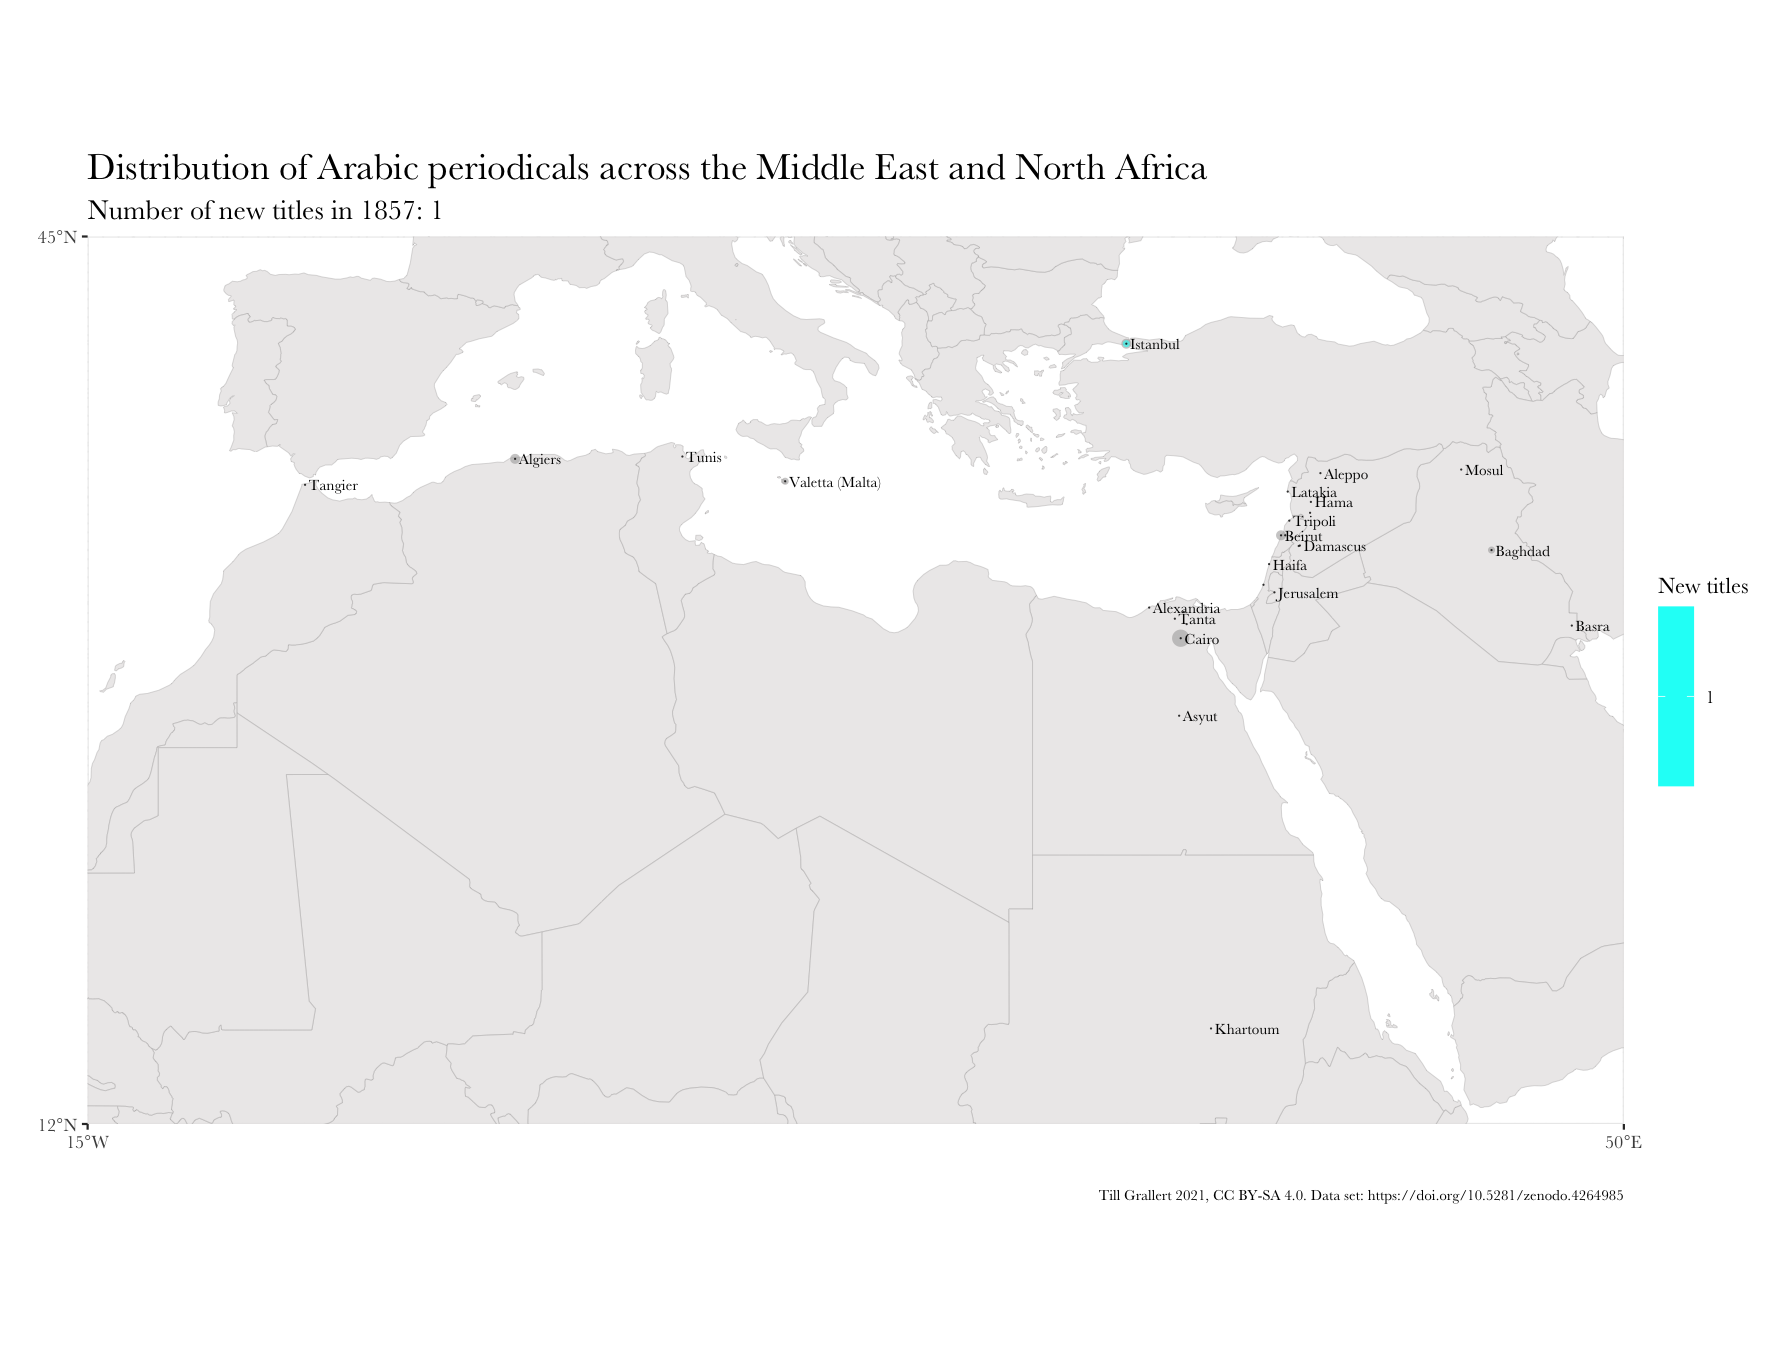 Distribution of Arabic periodicals across the Middle East and North Africa
Number of new titles in 1857: 1
45°N
Istanbul
Algiers
Tunis
Tangier
Valetta (Malta)
Aleppo
Mosul
Latakia
Hama
Tripoli
Beirut
Damascus
Baghdad
Haifa
Jerusalem
New titles
Alexandria
Tanta
Basra
Cairo
1
Asyut
Khartoum
12°N
15°W
50°E
Till Grallert 2021, CC BY-SA 4.0. Data set: https://doi.org/10.5281/zenodo.4264985